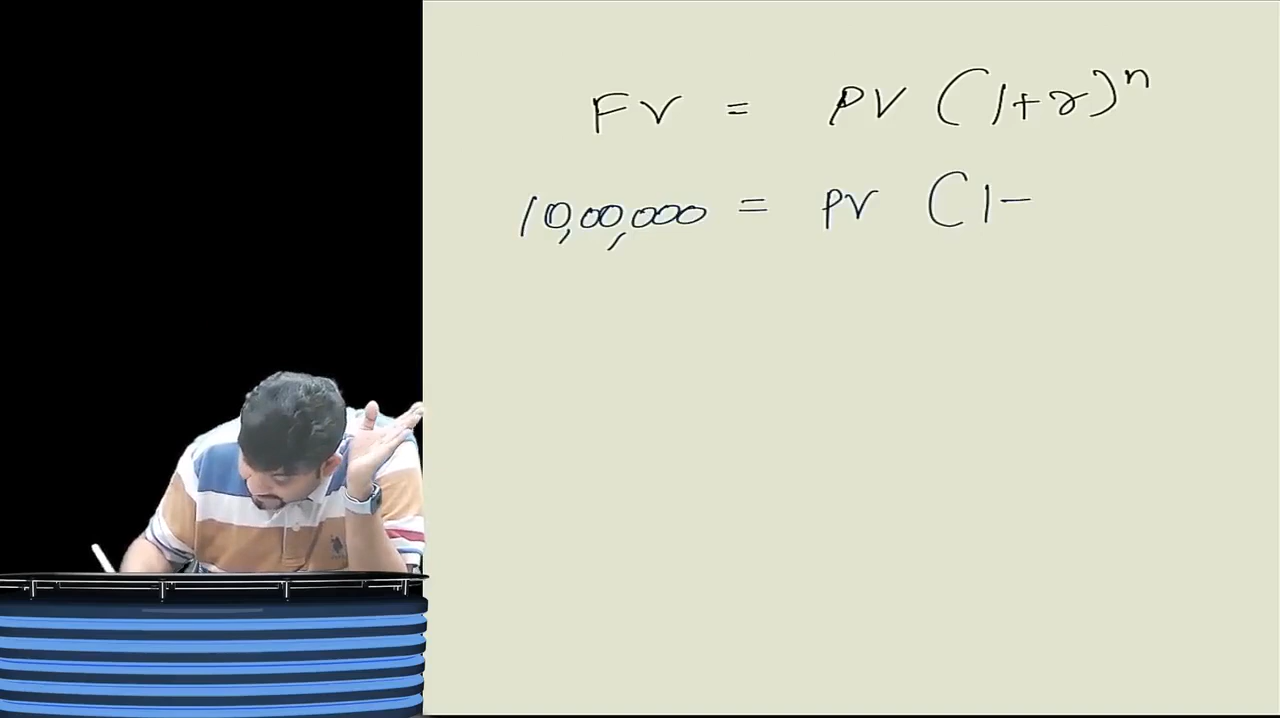 FV = PV (1+r)^n
10,00,000 = PV (1-